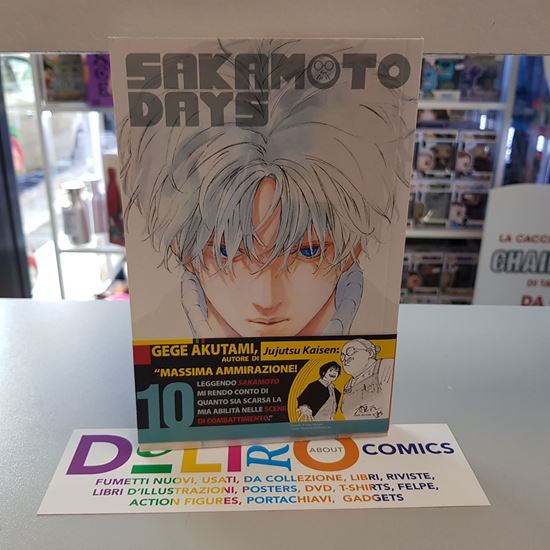 SAKAMOTO
DAYS
GEGE AKUTAMI,
AUTORE DI Jujutsu Kaisen:
"MASSIMA AMMIRAZIONE!
LEGGENDO SAKAMOTO
MI RENDO CONTO DI
QUANTO SIA SCARSA LA
MIA ABILITÀ NELLE SCENE
DI COMBATTIMENTO."
10
LA CACCI
CHAIN
DI TA
DA
DELIRO
ABOUT
COMICS
FUMETTI NUOVI, USATI, DA COLLEZIONE, LIBRI, RIVISTE,
LIBRI D'ILLUSTRAZIONI, POSTERS, DVD, T-SHIRTS, FELPE,
ACTION FIGURES, PORTACHIAVI, GADGETS